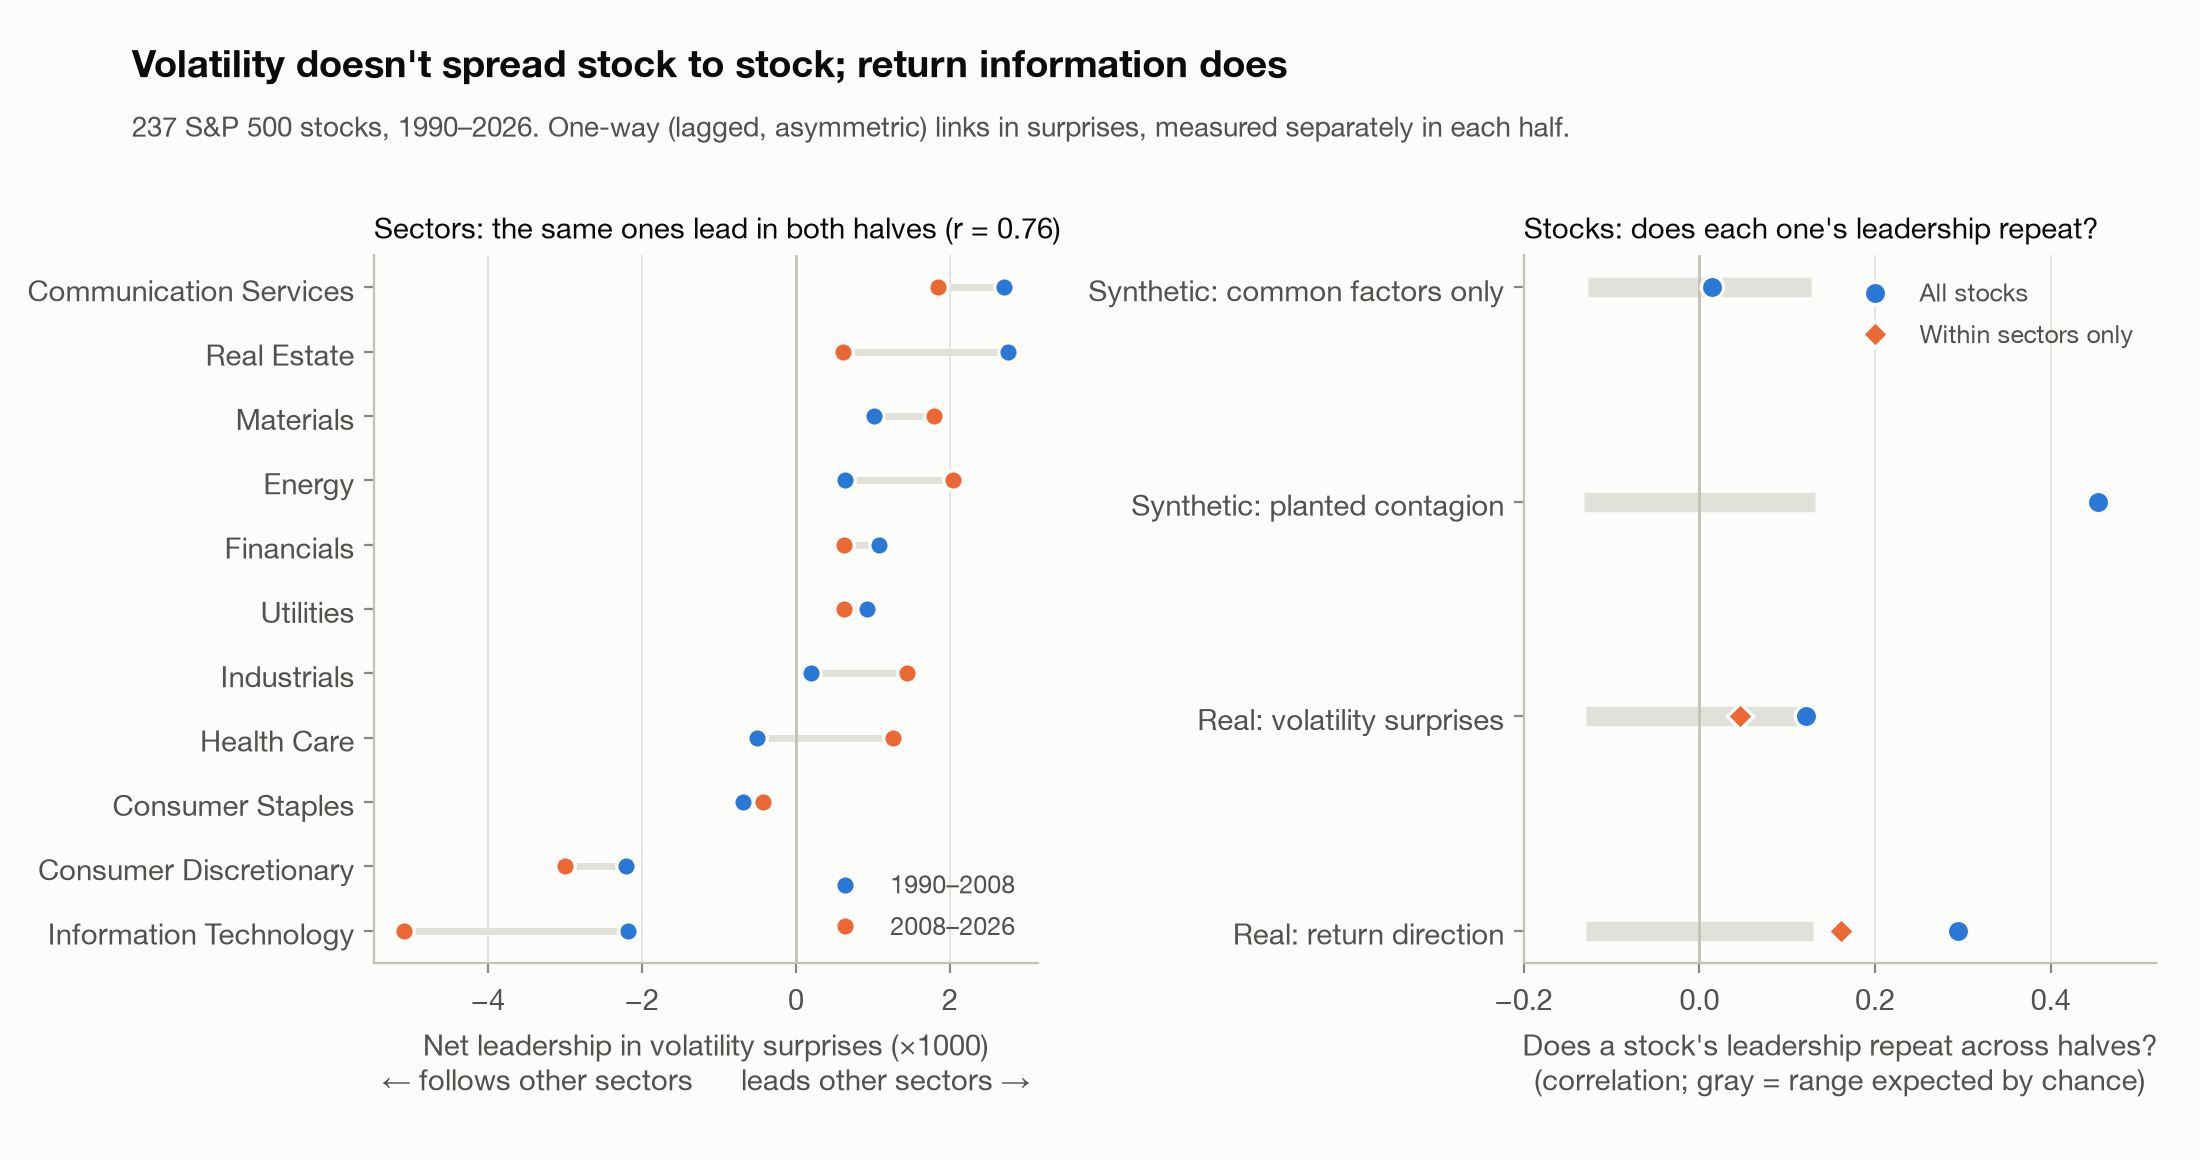 Volatility doesn't spread stock to stock; return information does
237 S&P 500 stocks, 1990–2026. One-way (lagged, asymmetric) links in surprises, measured separately in each half.
Sectors: the same ones lead in both halves (r = 0.76)
Communication Services
Real Estate
Materials
Energy
Financials
Utilities
Industrials
Health Care
Consumer Staples
Consumer Discretionary
Information Technology
1990–2008
2008–2026
−4 −2 0 2
Net leadership in volatility surprises (×1000)
← follows other sectors leads other sectors →
Stocks: does each one's leadership repeat?
Synthetic: common factors only
Synthetic: planted contagion
Real: volatility surprises
Real: return direction
All stocks
Within sectors only
−0.2 0.0 0.2 0.4
Does a stock's leadership repeat across halves?
(correlation; gray = range expected by chance)